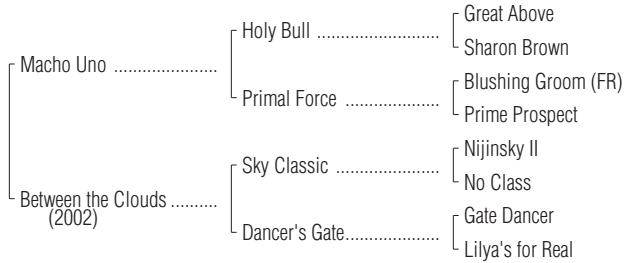 Great Above
Holy Bull ........................
Sharon Brown
Macho Uno .....................
Blushing Groom (FR)
Primal Force ...................
Prime Prospect
Nijinsky II
Sky Classic .....................
No Class
Between the Clouds ..........
(2002)
Gate Dancer
Dancer's Gate...................
Lilya's for Real